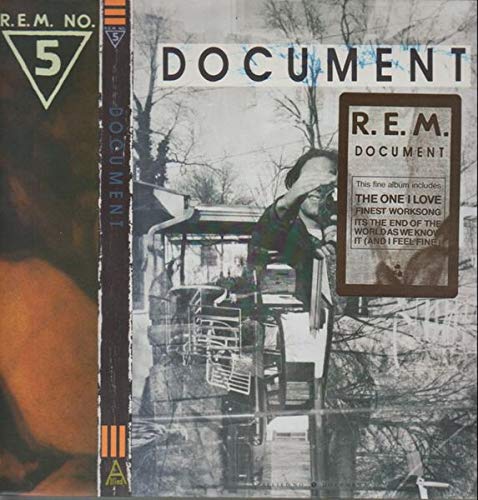 R.E.M. NO.
5
5
DOCUMENT
DOCUMENT
R.E.M.
DOCUMENT
This fine album includes:
THE ONE I LOVE
FINEST WORKSONG
ITS THE END OF THE
WORLD AS WE KNOW
IT (AND I FEEL FINE)
A